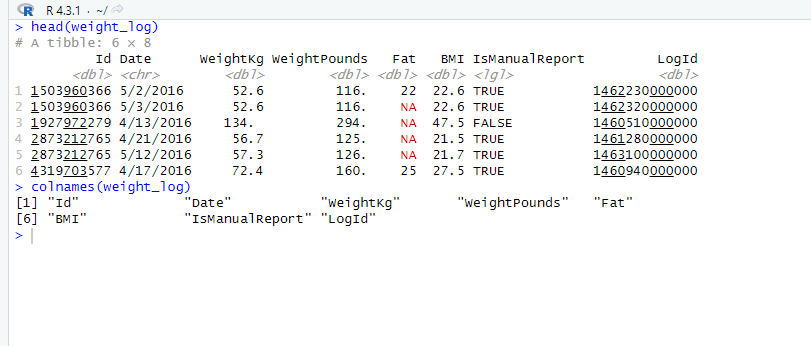 R 4.3.1 · ~/
> head(weight_log)
# A tibble: 6 × 8
Id Date WeightKg WeightPounds Fat BMI IsManualReport LogId
<dbl> <chr> <dbl> <dbl> <dbl> <dbl> <lgl> <dbl>
1 1503960366 5/2/2016 52.6 116. 22 22.6 TRUE 1462230000000
2 1503960366 5/3/2016 52.6 116. NA 22.6 TRUE 1462320000000
3 1927972279 4/13/2016 134. 294. NA 47.5 FALSE 1460510000000
4 2873212765 4/21/2016 56.7 125. NA 21.5 TRUE 1461280000000
5 2873212765 5/12/2016 57.3 126. NA 21.7 TRUE 1463100000000
6 4319703577 4/17/2016 72.4 160. 25 27.5 TRUE 1460940000000
> colnames(weight_log)
[1] "Id" "Date" "WeightKg" "WeightPounds" "Fat"
[6] "BMI" "IsManualReport" "LogId"
>